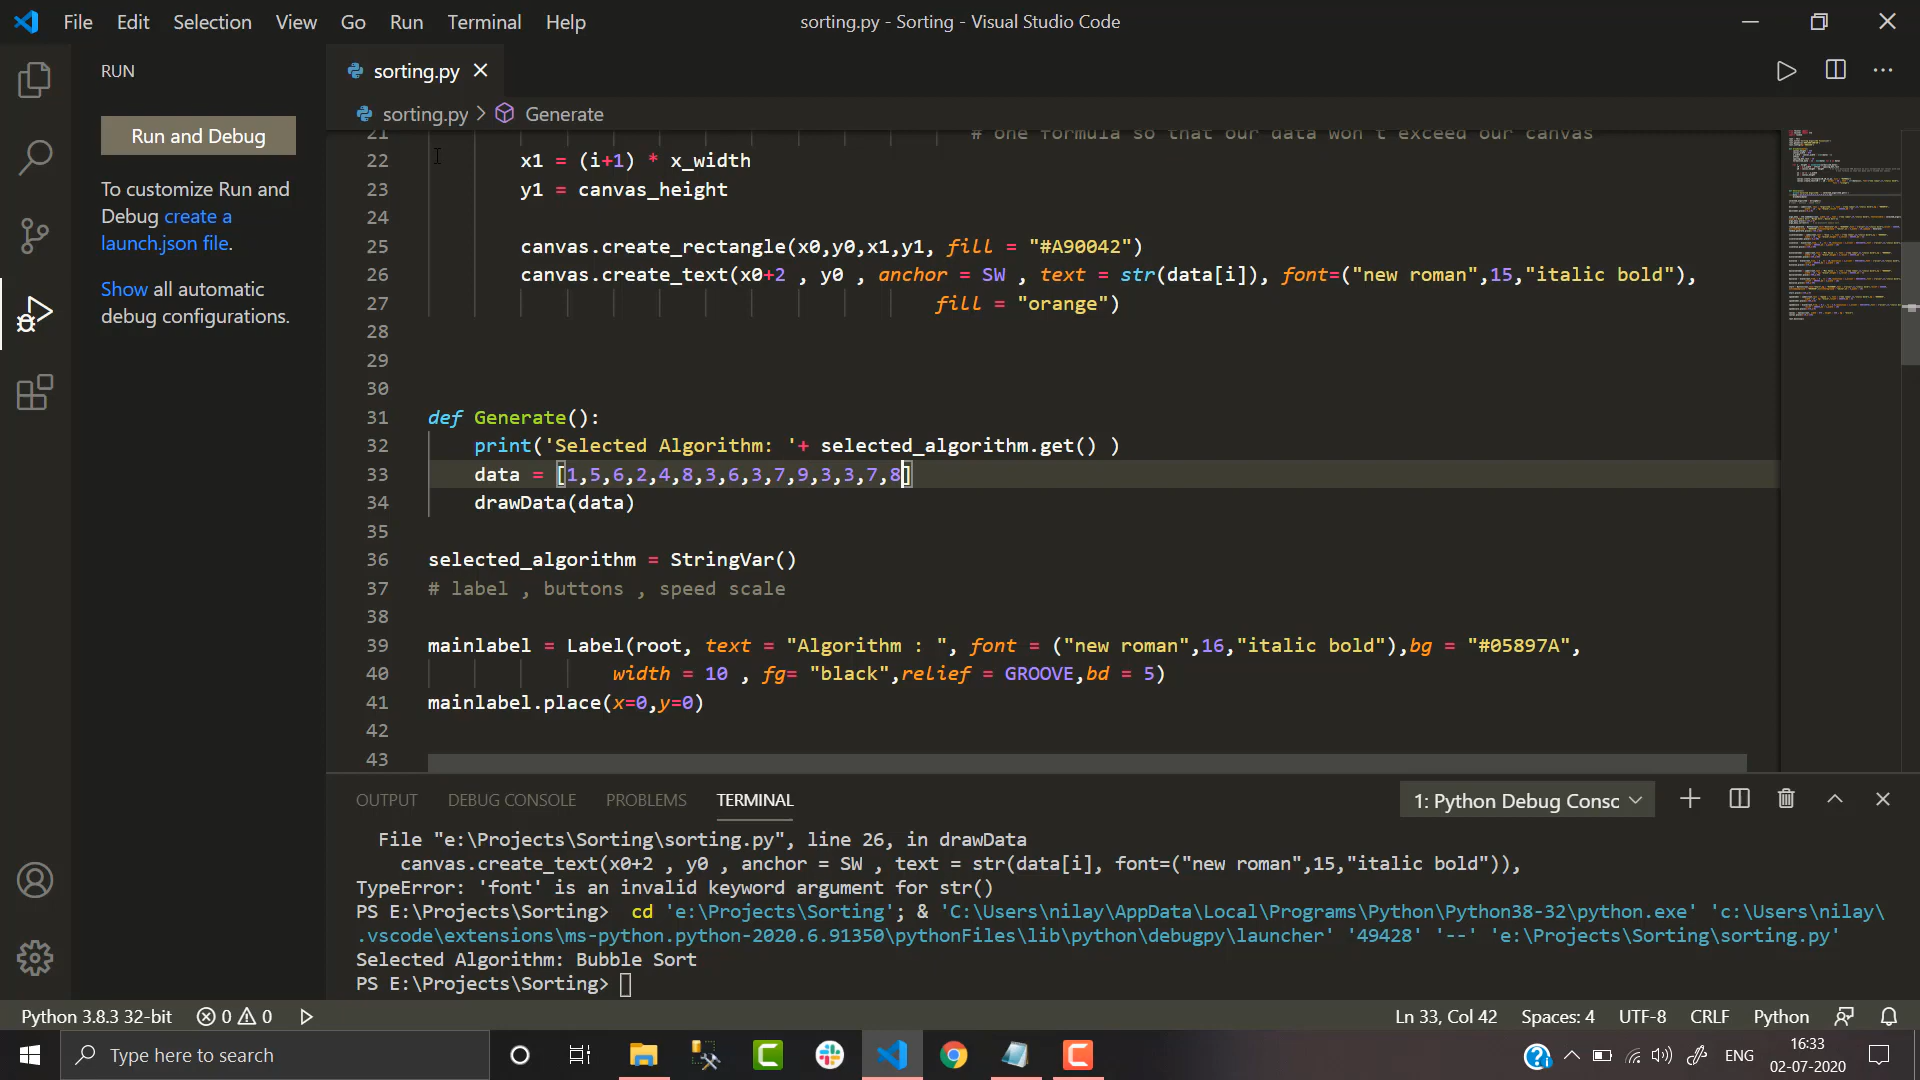 File Edit Selection View Go Run Terminal Help sorting.py - Sorting - Visual Studio Code
RUN
sorting.py
Run and Debug
To customize Run and
Debug create a
launch.json file.
Show all automatic
debug configurations.
sorting.py > Generate
21 # one formula so that our data won't exceed our canvas
22 x1 = (i+1) * x_width
23 y1 = canvas_height
24
25 canvas.create_rectangle(x0,y0,x1,y1, fill = "#A90042")
26 canvas.create_text(x0+2 , y0 , anchor = SW , text = str(data[i]), font=("new roman",15,"italic bold"),
27 fill = "orange")
28
29
30
31 def Generate():
32 print('Selected Algorithm: '+ selected_algorithm.get() )
33 data = [1,5,6,2,4,8,3,6,3,7,9,3,3,7,8]
34 drawData(data)
35
36 selected_algorithm = StringVar()
37 # label , buttons , speed scale
38
39 mainlabel = Label(root, text = "Algorithm : ", font = ("new roman",16,"italic bold"),bg = "#05897A",
40 width = 10 , fg= "black",relief = GROOVE,bd = 5)
41 mainlabel.place(x=0,y=0)
42
43
OUTPUT DEBUG CONSOLE PROBLEMS TERMINAL 1: Python Debug Consc
File "e:\Projects\Sorting\sorting.py", line 26, in drawData
canvas.create_text(x0+2 , y0 , anchor = SW , text = str(data[i], font=("new roman",15,"italic bold")),
TypeError: 'font' is an invalid keyword argument for str()
PS E:\Projects\Sorting> cd 'e:\Projects\Sorting'; & 'C:\Users\nilay\AppData\Local\Programs\Python\Python38-32\python.exe' 'c:\Users\nilay\
.vscode\extensions\ms-python.python-2020.6.91350\pythonFiles\lib\python\debugpy\launcher' '49428' '--' 'e:\Projects\Sorting\sorting.py'
Selected Algorithm: Bubble Sort
PS E:\Projects\Sorting>
Python 3.8.3 32-bit 0 0 Ln 33, Col 42 Spaces: 4 UTF-8 CRLF Python
Type here to search ENG
16:33
02-07-2020